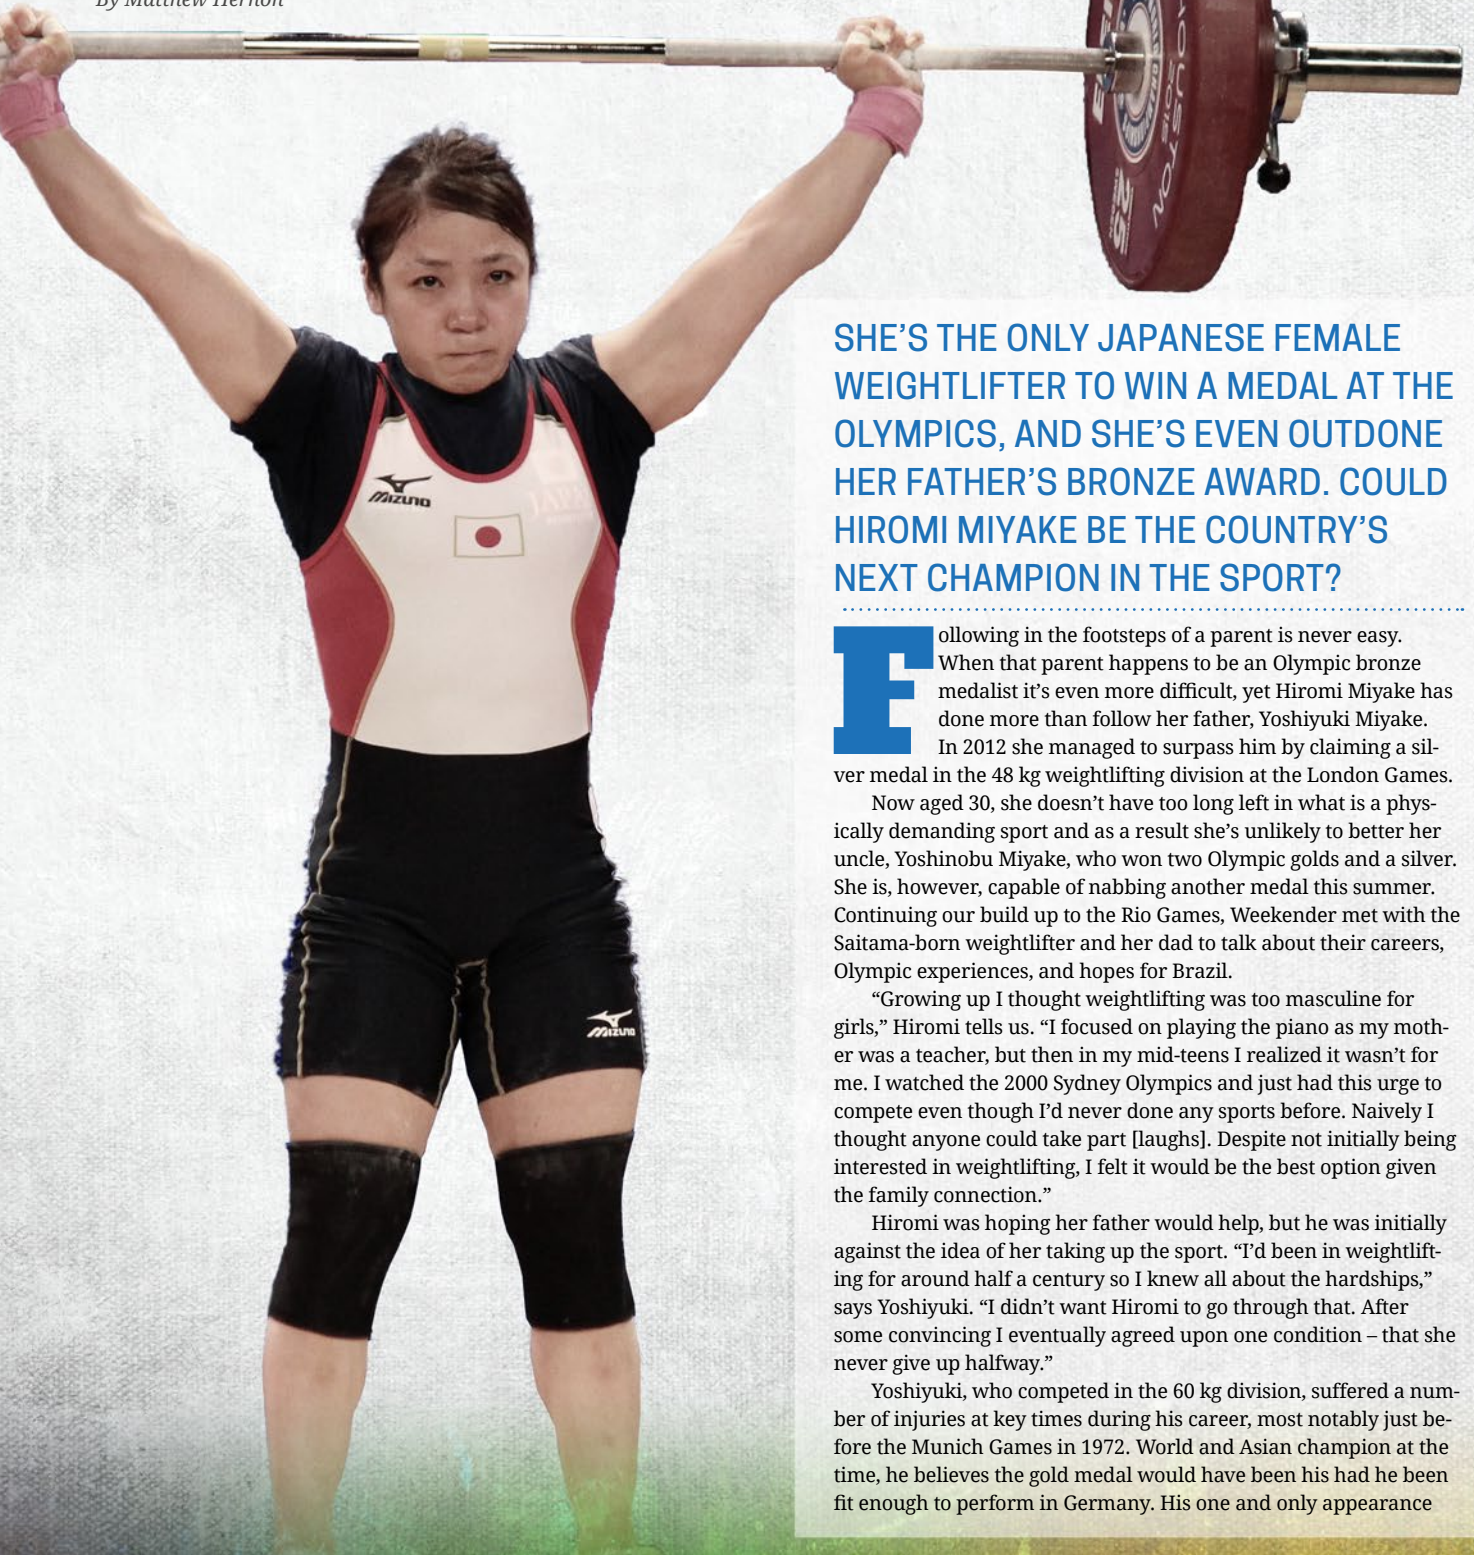 By Matthew Hernon
HOUSTON
2015
25
MIZUNO
MIZUNO
SHE’S THE ONLY JAPANESE FEMALE
WEIGHTLIFTER TO WIN A MEDAL AT THE
OLYMPICS, AND SHE’S EVEN OUTDONE
HER FATHER’S BRONZE AWARD. COULD
HIROMI MIYAKE BE THE COUNTRY’S
NEXT CHAMPION IN THE SPORT?
Following in the footsteps of a parent is never easy.
When that parent happens to be an Olympic bronze
medalist it’s even more difficult, yet Hiromi Miyake has
done more than follow her father, Yoshiyuki Miyake.
In 2012 she managed to surpass him by claiming a sil-
ver medal in the 48 kg weightlifting division at the London Games.
Now aged 30, she doesn’t have too long left in what is a phys-
ically demanding sport and as a result she’s unlikely to better her
uncle, Yoshinobu Miyake, who won two Olympic golds and a silver.
She is, however, capable of nabbing another medal this summer.
Continuing our build up to the Rio Games, Weekender met with the
Saitama-born weightlifter and her dad to talk about their careers,
Olympic experiences, and hopes for Brazil.
“Growing up I thought weightlifting was too masculine for
girls,” Hiromi tells us. “I focused on playing the piano as my moth-
er was a teacher, but then in my mid-teens I realized it wasn’t for
me. I watched the 2000 Sydney Olympics and just had this urge to
compete even though I’d never done any sports before. Naively I
thought anyone could take part [laughs]. Despite not initially being
interested in weightlifting, I felt it would be the best option given
the family connection.”
Hiromi was hoping her father would help, but he was initially
against the idea of her taking up the sport. “I’d been in weightlift-
ing for around half a century so I knew all about the hardships,”
says Yoshiyuki. “I didn’t want Hiromi to go through that. After
some convincing I eventually agreed upon one condition – that she
never give up halfway.”
Yoshiyuki, who competed in the 60 kg division, suffered a num-
ber of injuries at key times during his career, most notably just be-
fore the Munich Games in 1972. World and Asian champion at the
time, he believes the gold medal would have been his had he been
fit enough to perform in Germany. His one and only appearance